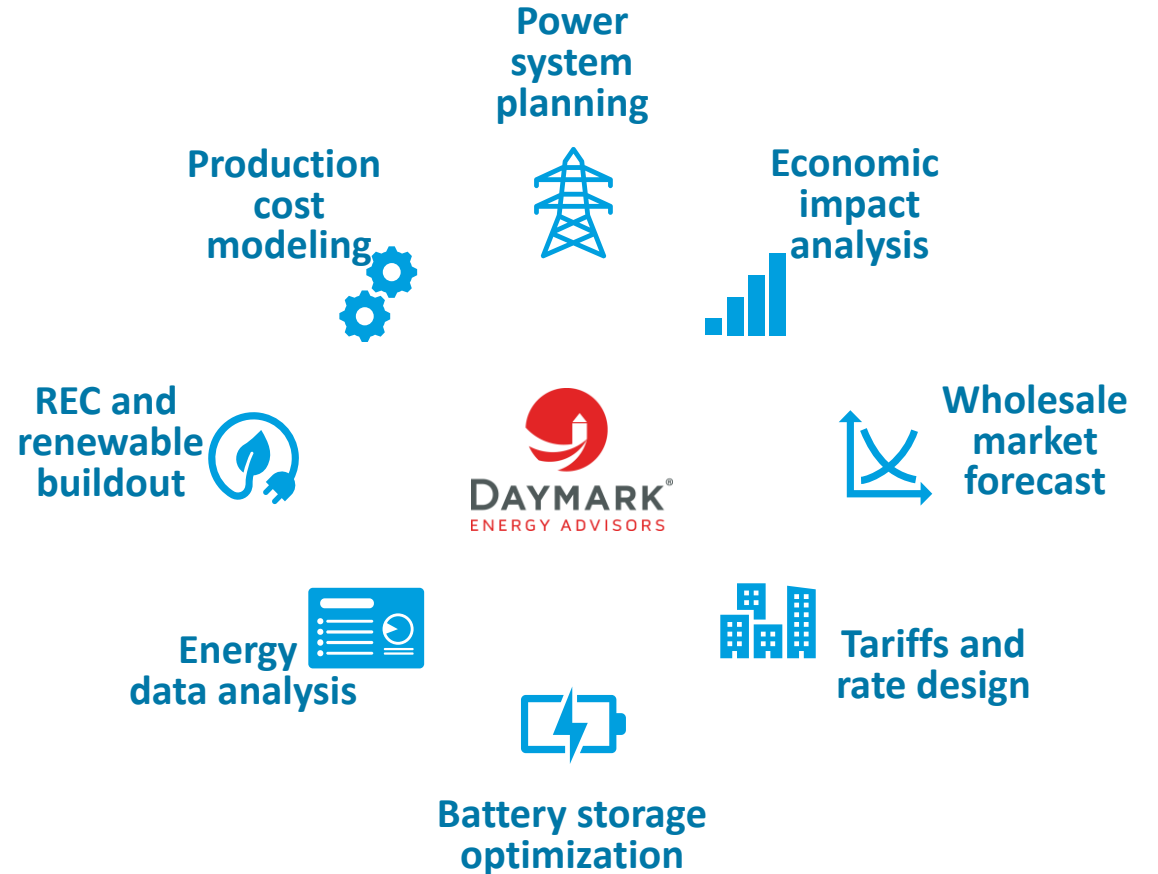 Power
system
planning
Production
cost
modeling
Economic
impact
analysis
REC and
renewable
buildout
DAYMARK®
ENERGY ADVISORS
Wholesale
market
forecast
Energy
data analysis
Tariffs and
rate design
Battery storage
optimization